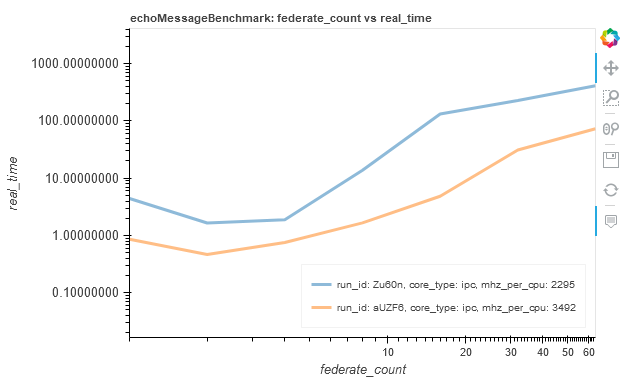 echoMessageBenchmark: federate_count vs real_time
1000.00000000
100.00000000
10.00000000
1.00000000
0.10000000
real_time
run_id: Zu60n, core_type: ipc, mhz_per_cpu: 2295
run_id: aUZF6, core_type: ipc, mhz_per_cpu: 3492
10 20 30 40 50 60
federate_count